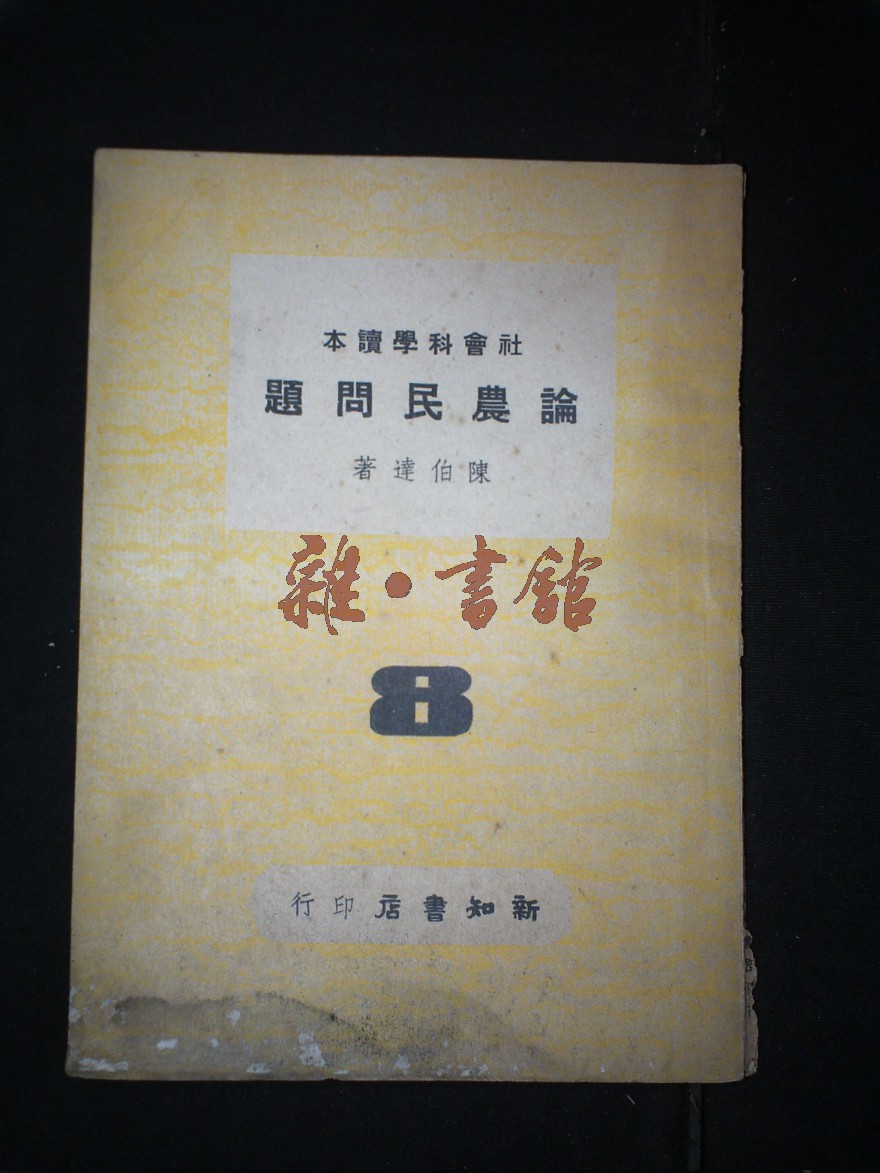 社會科學讀本
論農民問題
陳伯達著
雜·書館
8
新知書店印行